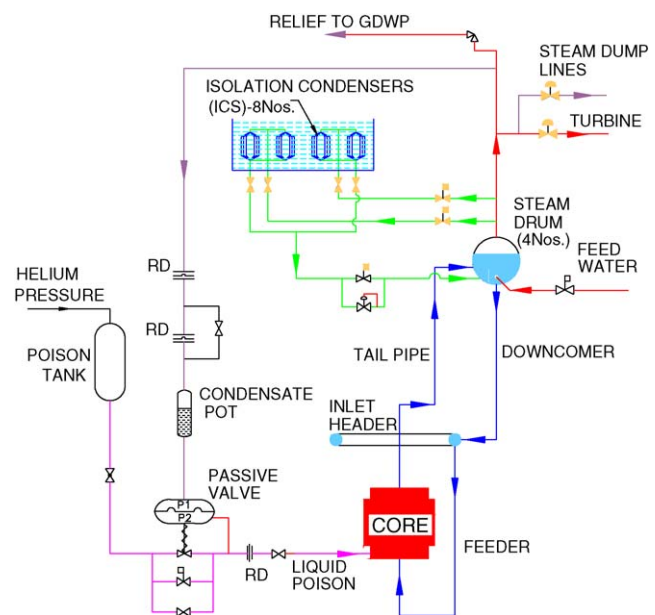 RELIEF TO GDWP
STEAM DUMP
LINES
TURBINE
ISOLATION CONDENSERS
(ICS)-8Nos.
STEAM
DRUM
(4Nos.)
FEED
WATER
HELIUM
PRESSURE
RD
RD
POISON
TANK
TAIL PIPE
DOWNCOMER
CONDENSATE
POT
INLET
HEADER
PASSIVE
VALVE
P1
P2
CORE
FEEDER
RD
LIQUID
POISON